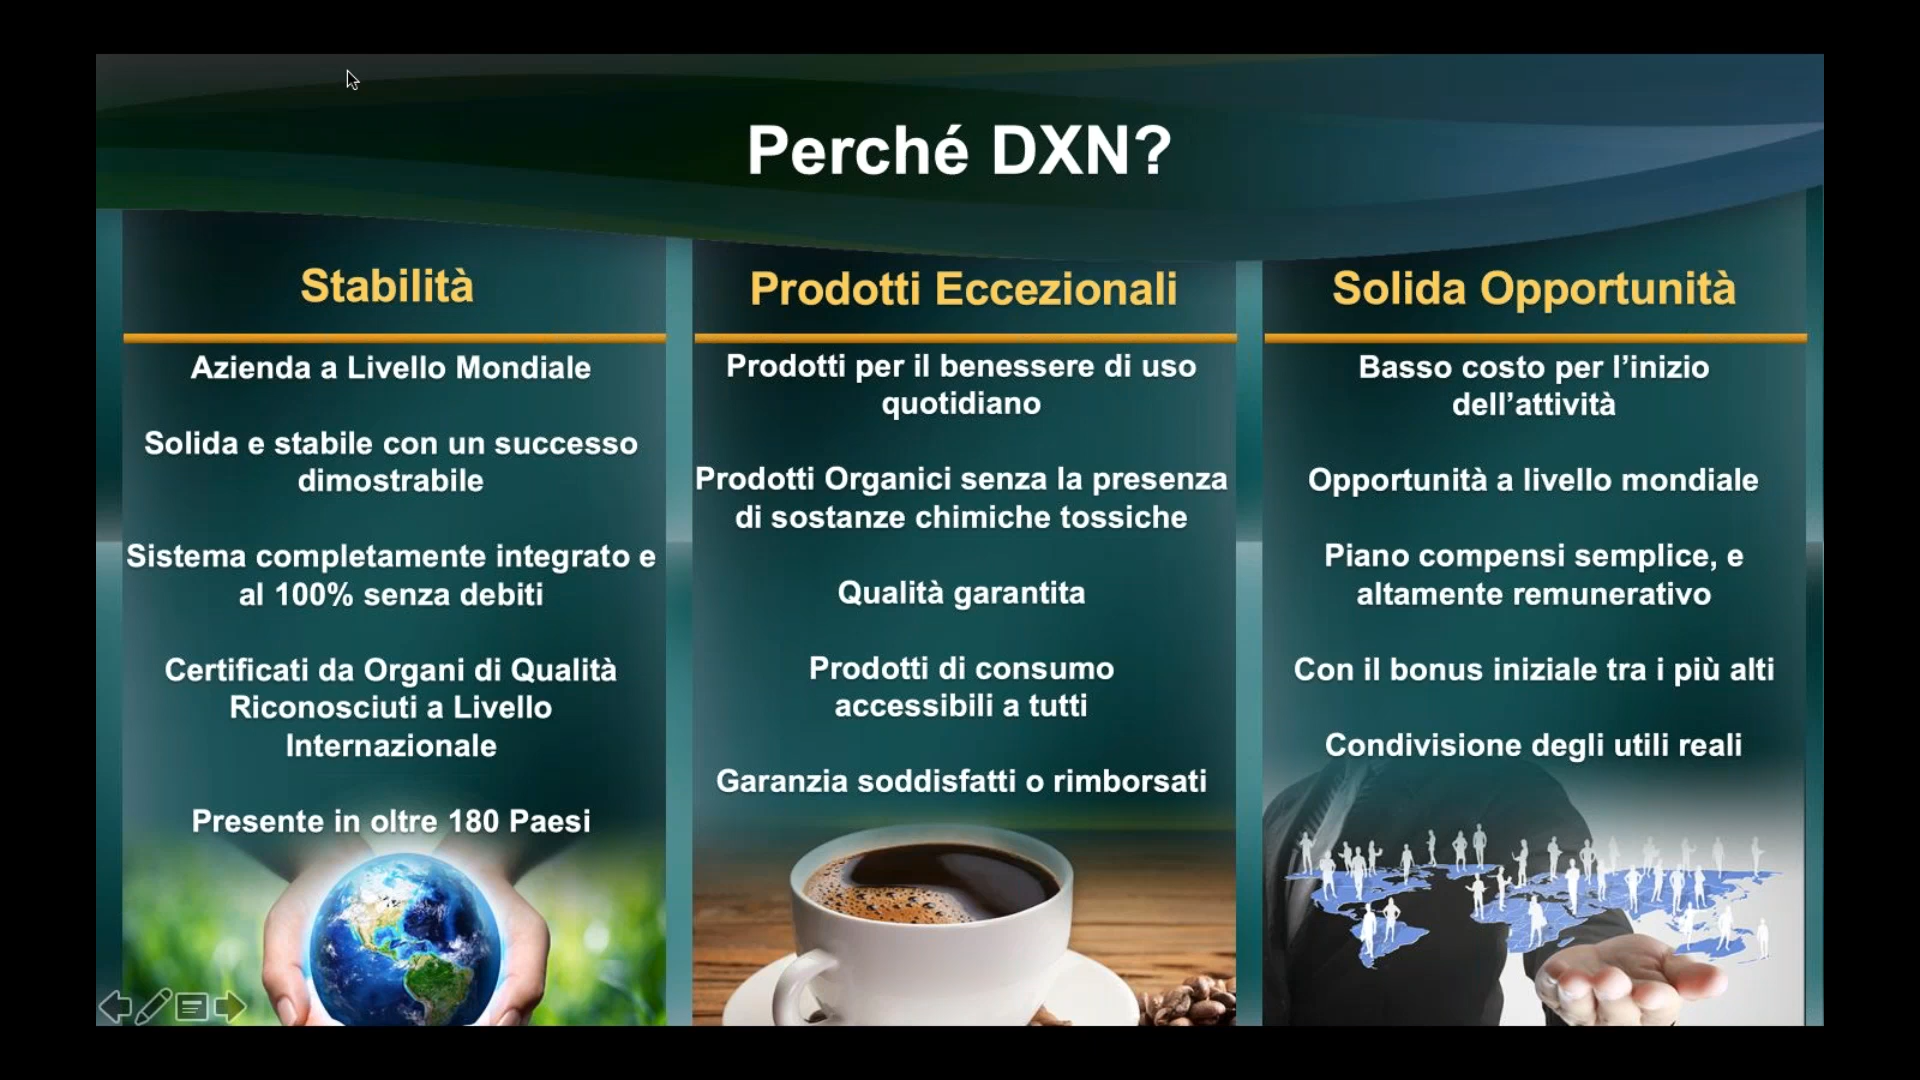 Perché DXN?
Stabilità
Azienda a Livello Mondiale
Solida e stabile con un successo
dimostrabile
Sistema completamente integrato e
al 100% senza debiti
Certificati da Organi di Qualità
Riconosciuti a Livello
Internazionale
Presente in oltre 180 Paesi
Prodotti Eccezionali
Prodotti per il benessere di uso
quotidiano
Prodotti Organici senza la presenza
di sostanze chimiche tossiche
Qualità garantita
Prodotti di consumo
accessibili a tutti
Garanzia soddisfatti o rimborsati
Solida Opportunità
Basso costo per l’inizio
dell’attività
Opportunità a livello mondiale
Piano compensi semplice, e
altamente remunerativo
Con il bonus iniziale tra i più alti
Condivisione degli utili reali